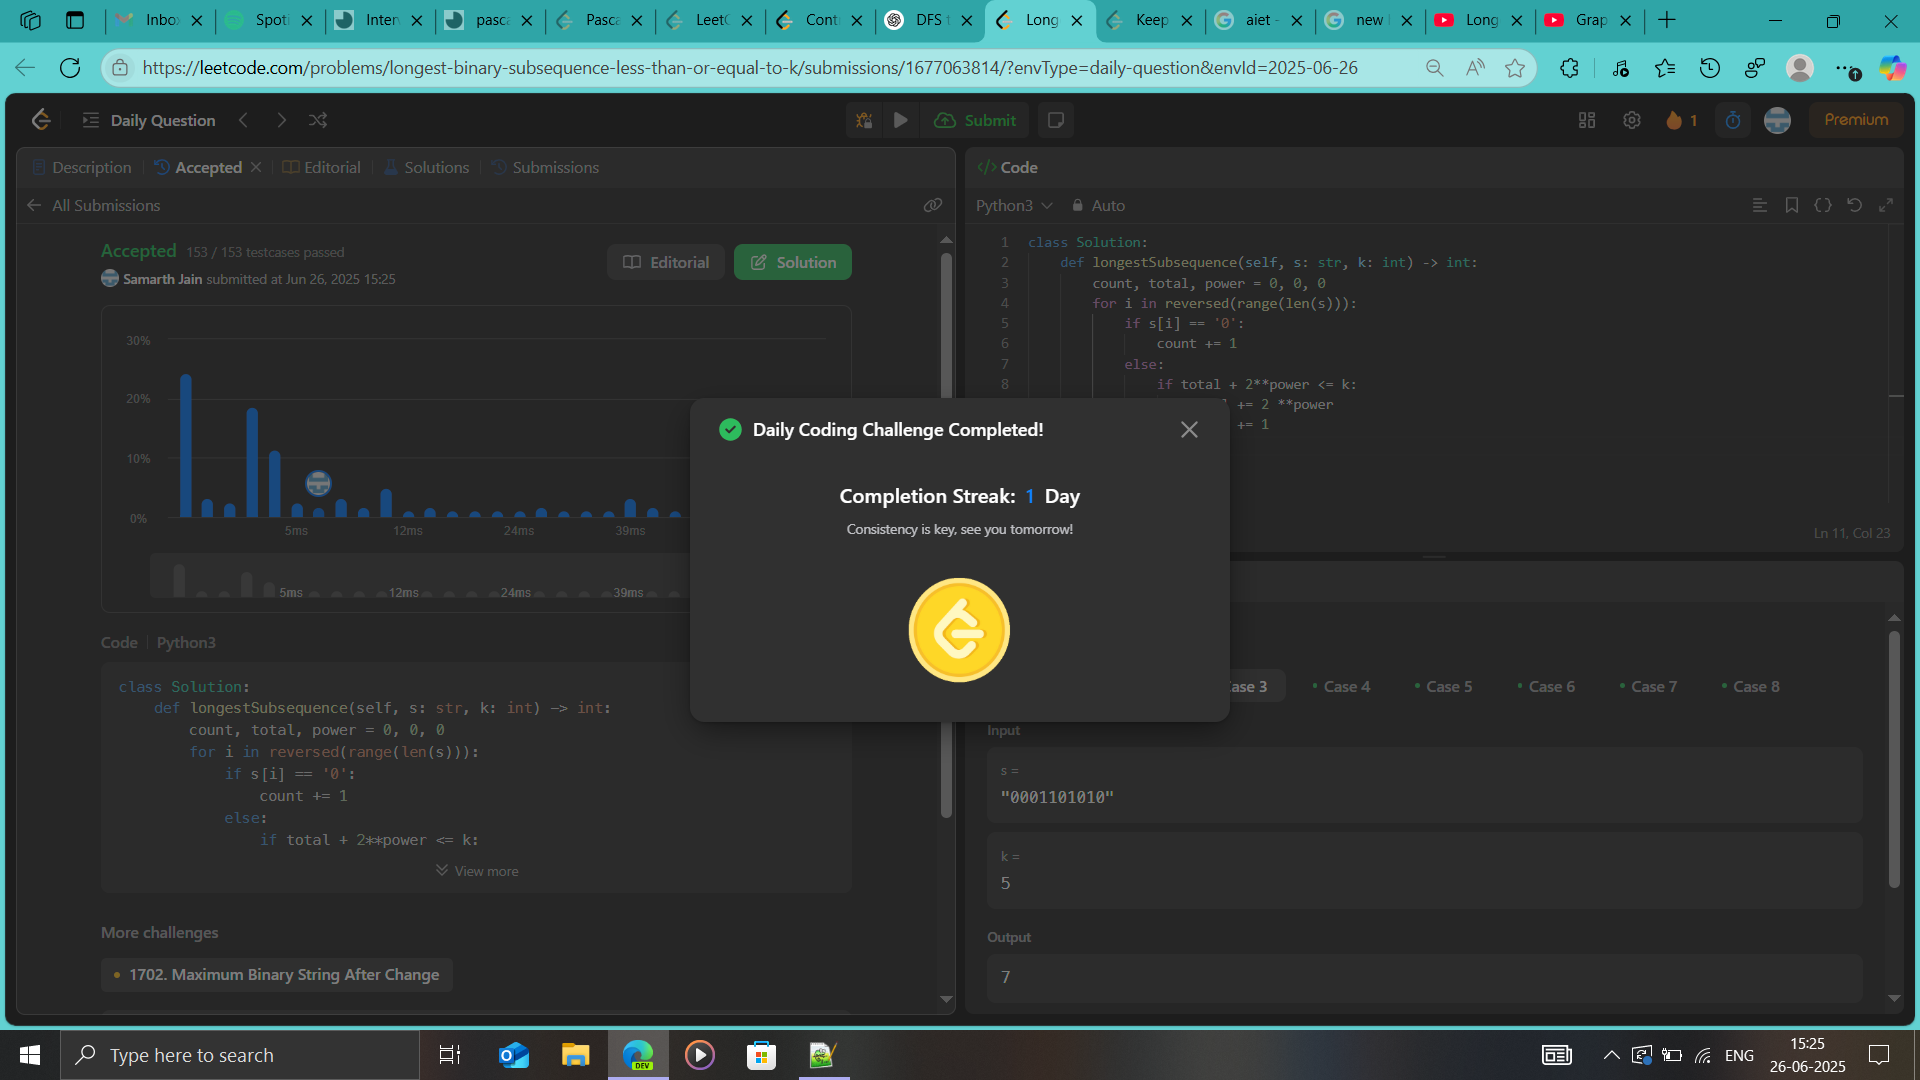 Inbox
Spoti
Inter
pasca
Pasca
LeetC
Cont
DFS t
Long
Keep
aiet -
new
Long
Grap
https://leetcode.com/problems/longest-binary-subsequence-less-than-or-equal-to-k/submissions/1677063814/?envType=daily-question&envId=2025-06-26
Daily Question
Submit
1
Premium
Description
Accepted
Editorial
Solutions
Submissions
All Submissions
Accepted 153 / 153 testcases passed
Samarth Jain submitted at Jun 26, 2025 15:25
Editorial
Solution
30%
20%
10%
0%
5ms
12ms
24ms
39ms
5ms
12ms
24ms
39ms
Code | Python3
class Solution:
def longestSubsequence(self, s: str, k: int) -> int:
count, total, power = 0, 0, 0
for i in reversed(range(len(s))):
if s[i] == '0':
count += 1
else:
if total + 2**power <= k:
View more
More challenges
1702. Maximum Binary String After Change
</> Code
Python3
Auto
1 class Solution:
2 def longestSubsequence(self, s: str, k: int) -> int:
3 count, total, power = 0, 0, 0
4 for i in reversed(range(len(s))):
5 if s[i] == '0':
6 count += 1
7 else:
8 if total + 2**power <= k:
+= 2 **power
+= 1
Ln 11, Col 23
Daily Coding Challenge Completed!
Completion Streak: 1 Day
Consistency is key, see you tomorrow!
ase 3
Case 4
Case 5
Case 6
Case 7
Case 8
Input
s =
"0001101010"
k =
5
Output
7
Type here to search
DEV
ENG
15:25
26-06-2025